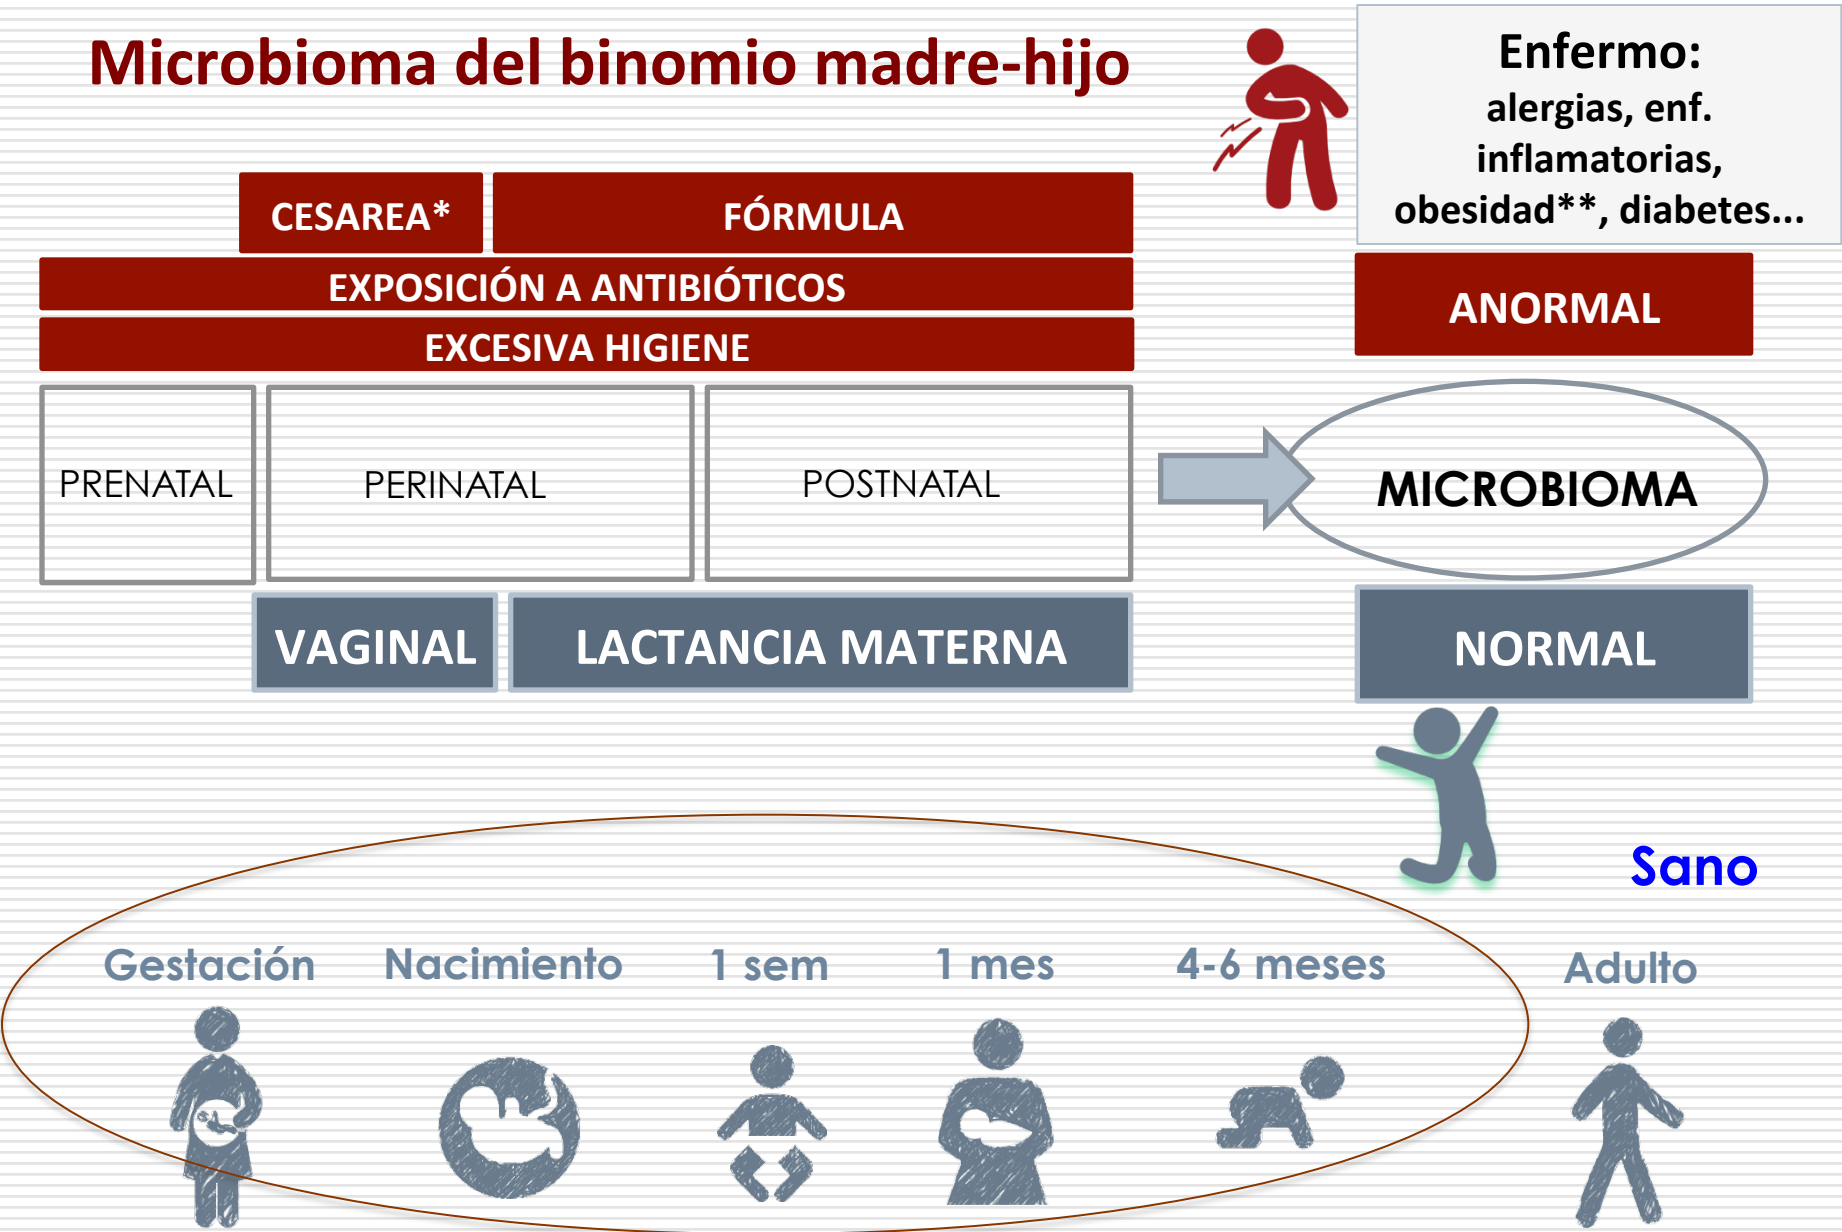 Microbioma del binomio madre-hijo
Enfermo:
alergias, enf.
inflamatorias,
obesidad**, diabetes...
CESAREA*
FÓRMULA
EXPOSICIÓN A ANTIBIÓTICOS
EXCESIVA HIGIENE
ANORMAL
PRENATAL
PERINATAL
POSTNATAL
MICROBIOMA
VAGINAL
LACTANCIA MATERNA
NORMAL
Sano
Gestación
Nacimiento
1 sem
1 mes
4-6 meses
Adulto